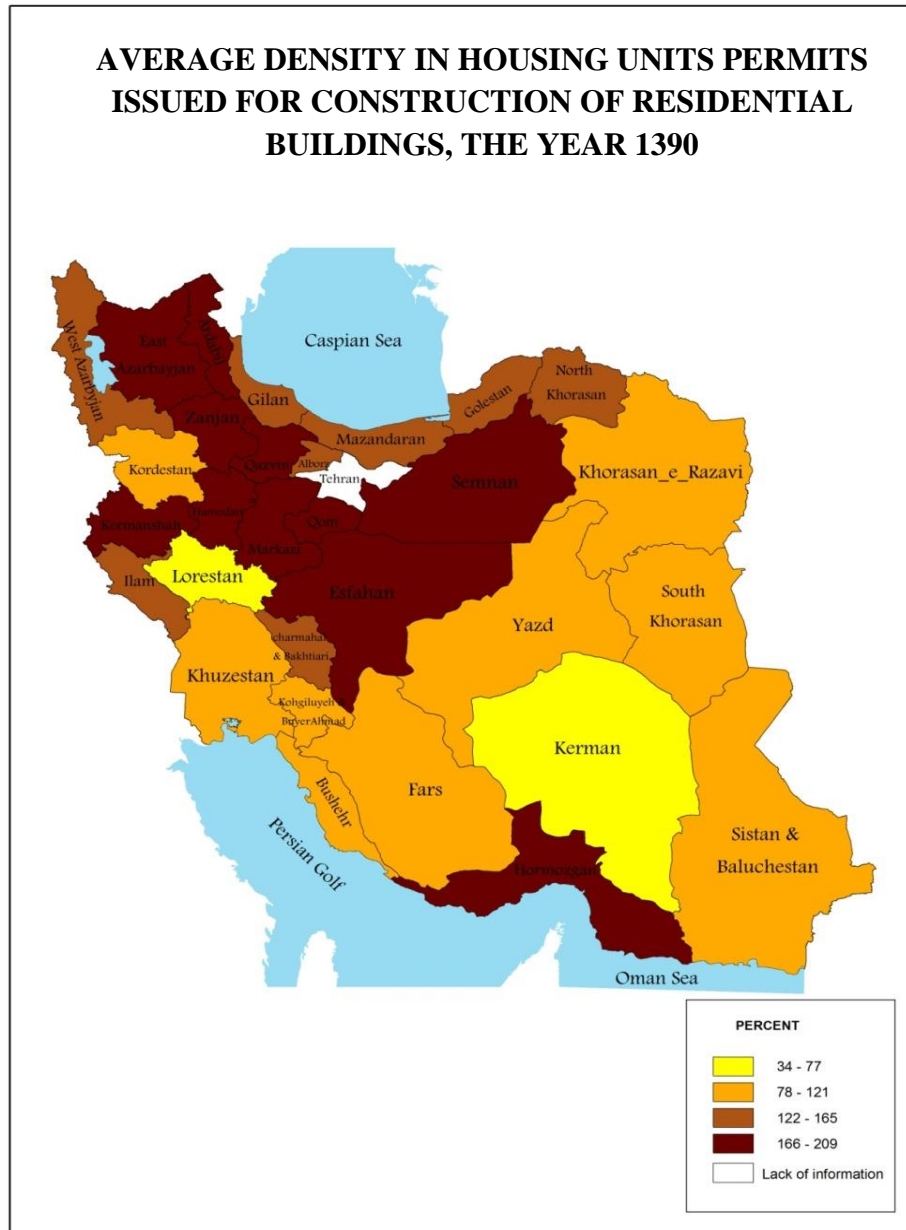 AVERAGE DENSITY IN HOUSING UNITS PERMITS
ISSUED FOR CONSTRUCTION OF RESIDENTIAL
BUILDINGS, THE YEAR 1390
Caspian Sea
West Azarbyjan
East
Azarbayjan
Ardabil
Gilan
Zanjan
Mazandaran
Golestan
North
Khorasan
Kordestan
Qazvin
Alborz
Tehran
Semnan
Khorasan_e_Razavi
Kermanshah
Hamedan
Markazi
Qom
Ilam
Lorestan
Esfahan
Yazd
South
Khorasan
charmahal
& Bakhtiari
Khuzestan
Kohgiluyeh &
BuyerAhmad
Kerman
Fars
Bushehr
Persian Golf
Sistan &
Baluchestan
Hormozgan
Oman Sea
PERCENT
34 - 77
78 - 121
122 - 165
166 - 209
Lack of information